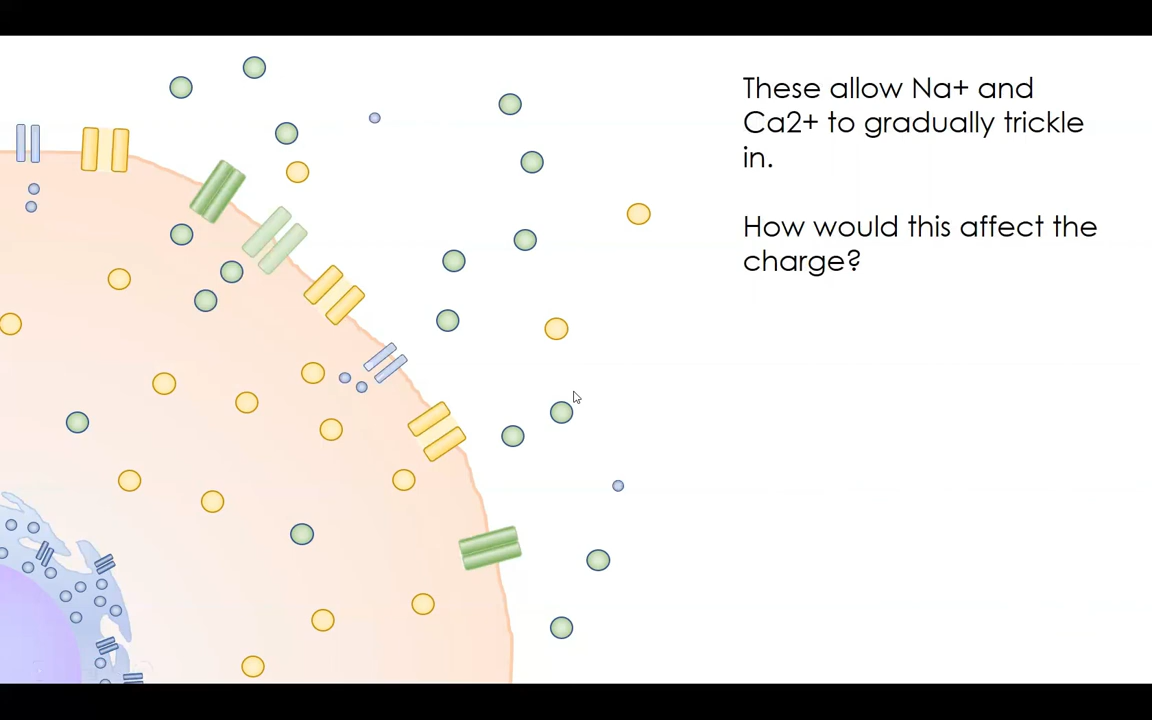 These allow Na+ and
Ca2+ to gradually trickle
in.
How would this affect the
charge?